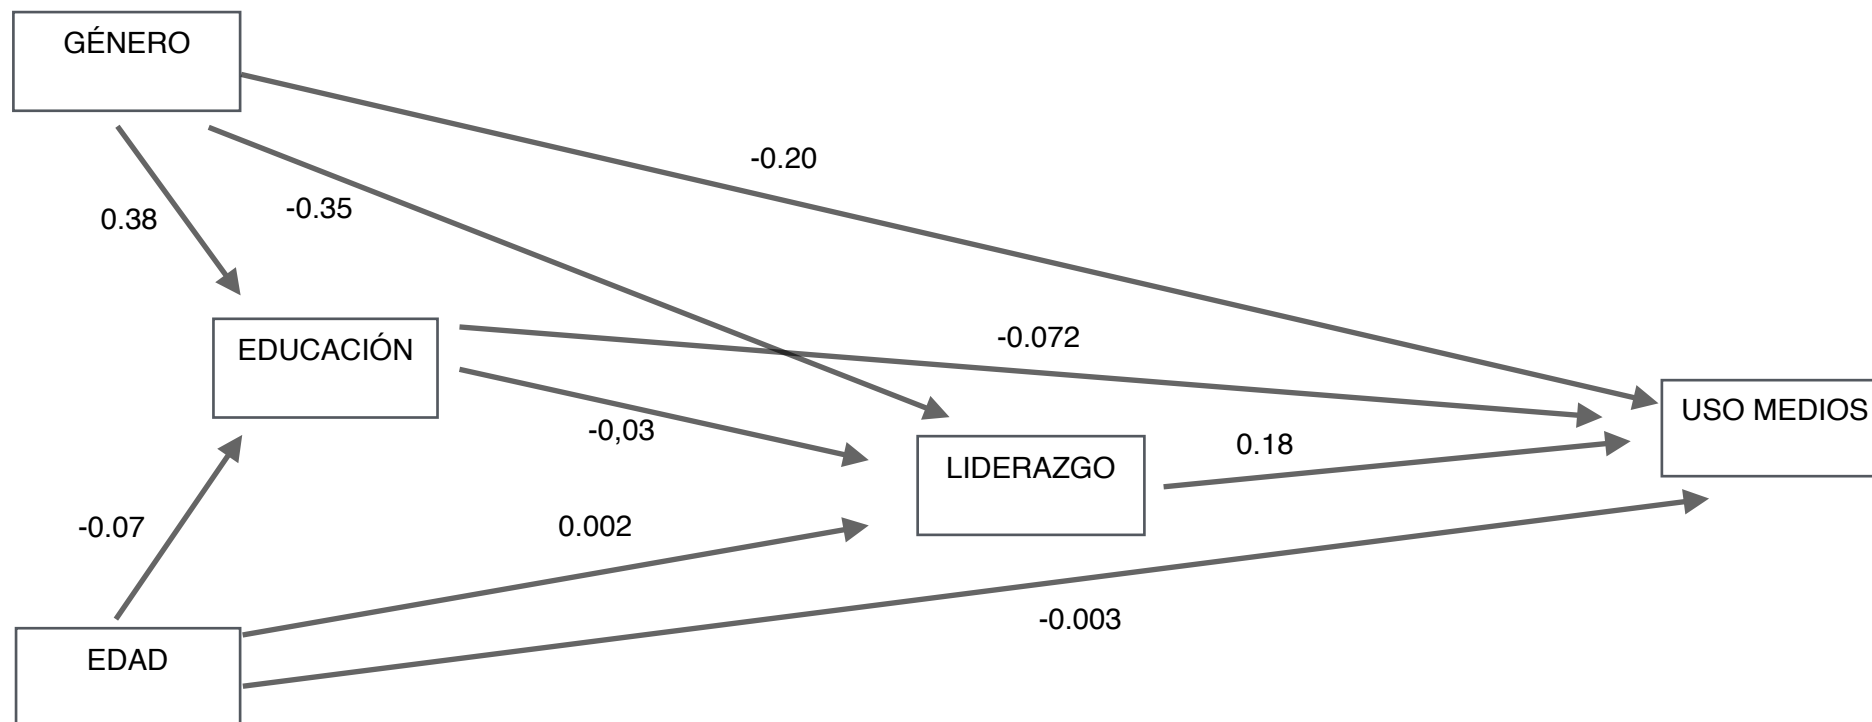 GÉNERO
-0.20
0.38
-0.35
EDUCACIÓN
-0.072
USO MEDIOS
-0,03
0.18
LIDERAZGO
-0.07
0.002
-0.003
EDAD